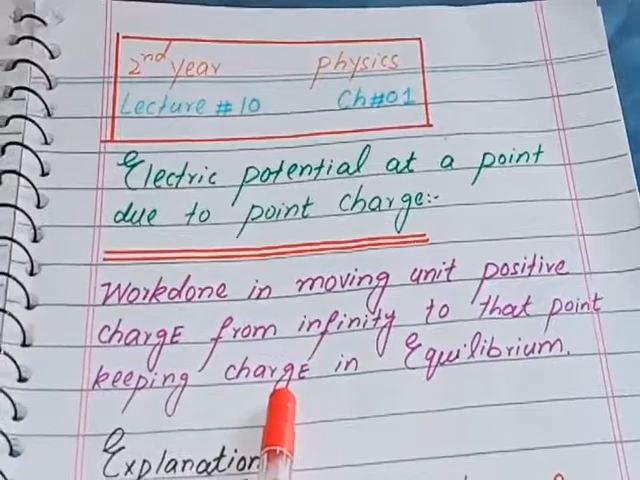 2nd year Physics
Lecture #10 Ch#01
Electric potential at a point
due to point charge:-
Workdone in moving unit positive
chargE from infinity to that point
keeping chargE in Equilibrium.
Explanation